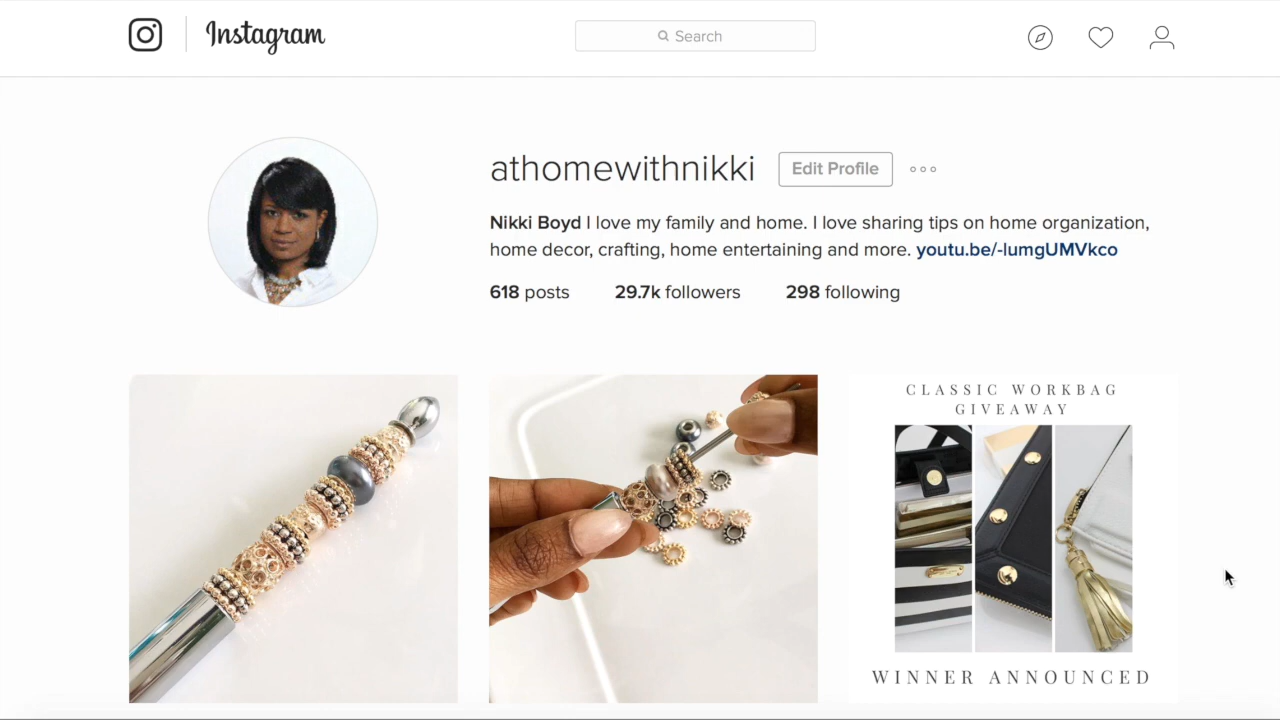 Instagram
Search
athomewithnikki
Edit Profile
Nikki Boyd I love my family and home. I love sharing tips on home organization,
home decor, crafting, home entertaining and more. youtu.be/-lumgUMVkco
618 posts
29.7k followers
298 following
CLASSIC WORKBAG
GIVEAWAY
WINNER ANNOUNCED